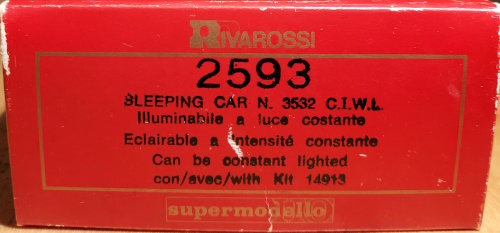 RIVAROSSI
2593
SLEEPING CAR N. 3532 C.I.W.L.
Illuminabile a luce costante
Eclairable a intensité constante
Can be constant lighted
con/avec/with Kit 14913
supermodello